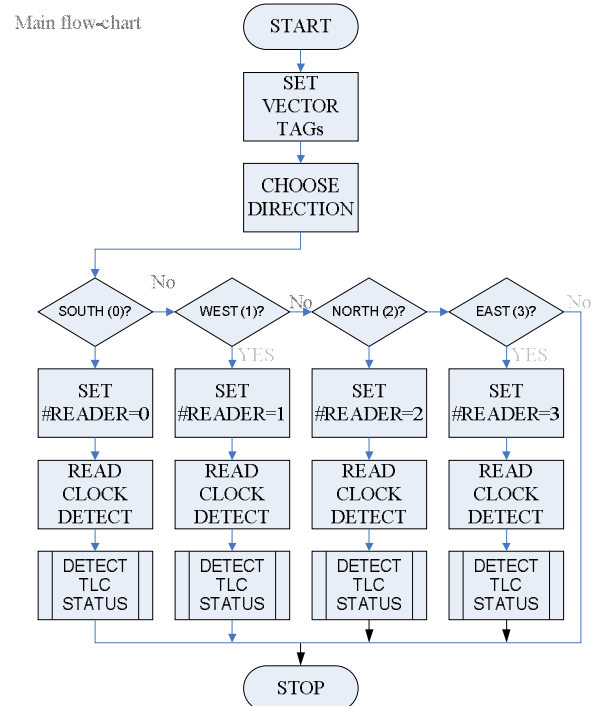 Main flow-chart
START
SET
VECTOR
TAGs
CHOOSE
DIRECTION
No
No
No
SOUTH (0)?
WEST (1)?
NORTH (2)?
EAST (3)?
YES
YES
SET
#READER=0
SET
#READER=1
SET
#READER=2
SET
#READER=3
READ
CLOCK
DETECT
READ
CLOCK
DETECT
READ
CLOCK
DETECT
READ
CLOCK
DETECT
DETECT
TLC
STATUS
DETECT
TLC
STATUS
DETECT
TLC
STATUS
DETECT
TLC
STATUS
STOP